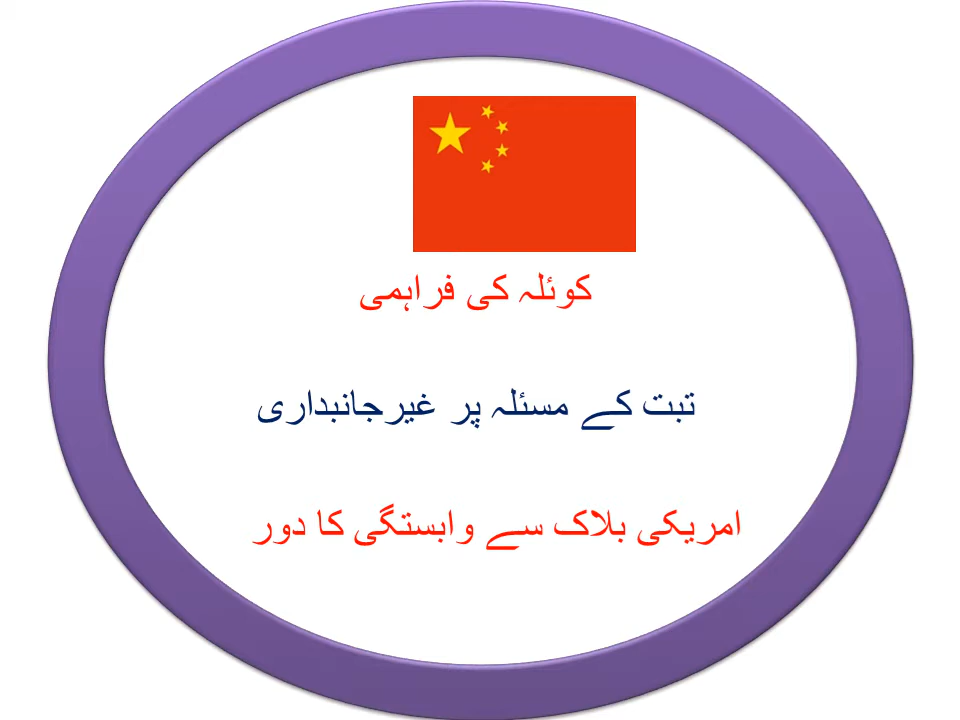 کوئلہ کی فراہمی
تبت کے مسئلہ پر غیرجانبداری
امریکی بلاک سے وابستگی کا دور